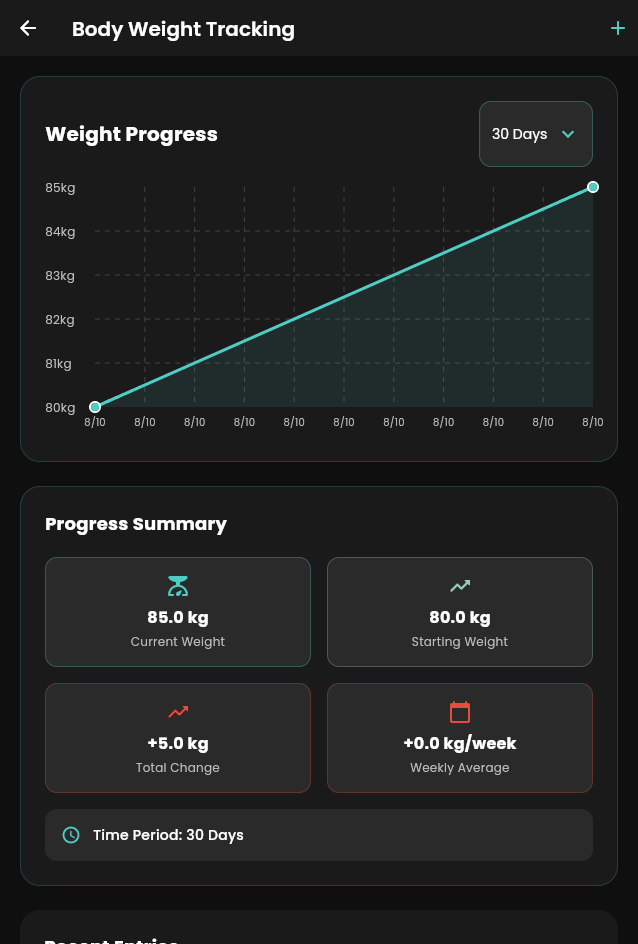 Body Weight Tracking
Weight Progress
30 Days
85kg
84kg
83kg
82kg
81kg
80kg
8/10 8/10 8/10 8/10 8/10 8/10 8/10 8/10 8/10 8/10 8/10
Progress Summary
85.0 kg
Current Weight
80.0 kg
Starting Weight
+5.0 kg
Total Change
+0.0 kg/week
Weekly Average
Time Period: 30 Days
Recent Entries